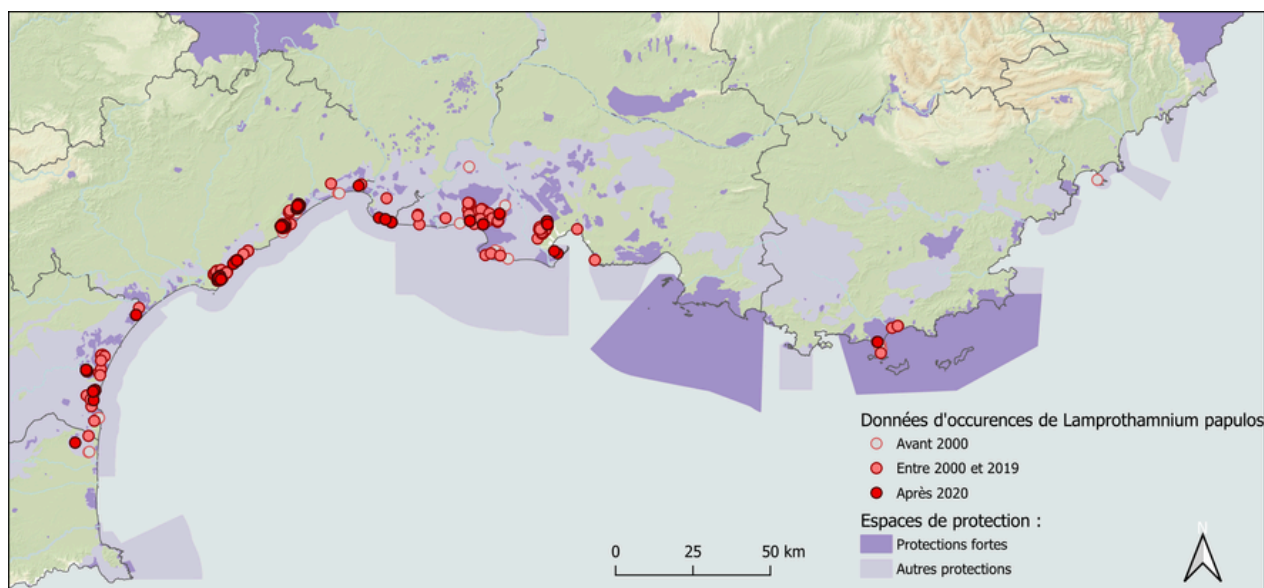 Données d'occurences de Lamprothamnium papulos
Avant 2000
Entre 2000 et 2019
Après 2020
Espaces de protection :
Protections fortes
Autres protections
0 25 50 km
N